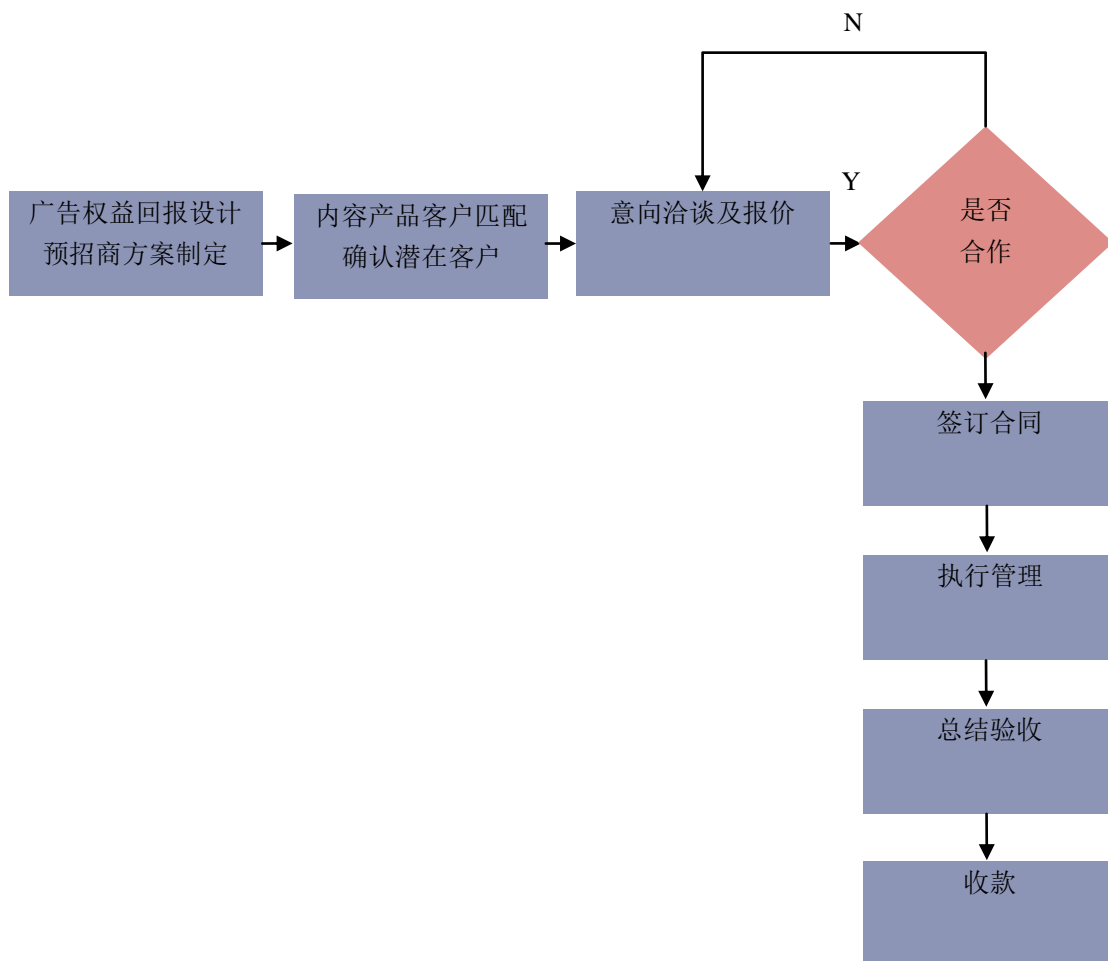 N
广告权益回报设计
预招商方案制定
内容产品客户匹配
确认潜在客户
意向洽谈及报价
Y
是否
合作
签订合同
执行管理
总结验收
收款